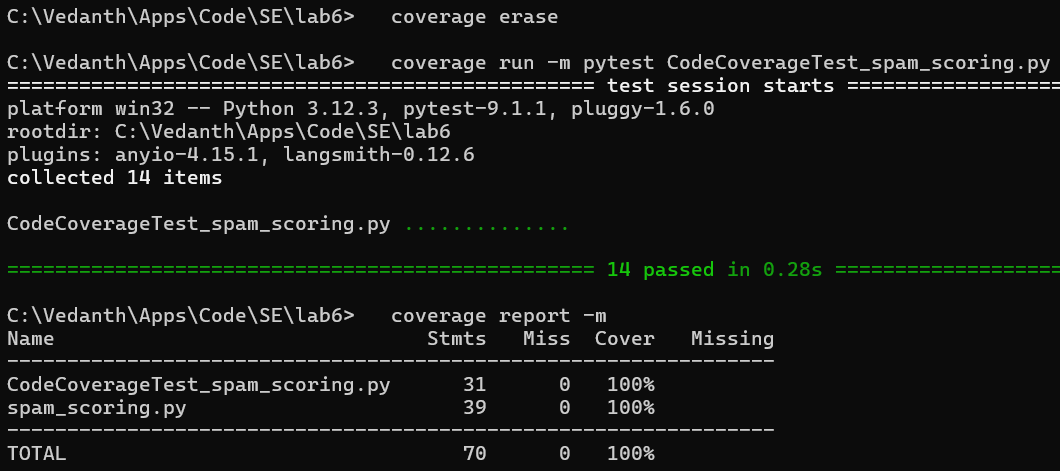 C:\Vedanth\Apps\Code\SE\lab6>   coverage erase
C:\Vedanth\Apps\Code\SE\lab6>   coverage run -m pytest CodeCoverageTest_spam_scoring.py
================================================= test session starts ==================
platform win32 -- Python 3.12.3, pytest-9.1.1, pluggy-1.6.0
rootdir: C:\Vedanth\Apps\Code\SE\lab6
plugins: anyio-4.15.1, langsmith-0.12.6
collected 14 items
CodeCoverageTest_spam_scoring.py ..............
================================================= 14 passed in 0.28s ===================
C:\Vedanth\Apps\Code\SE\lab6>   coverage report -m
Name                               Stmts   Miss  Cover   Missing
----------------------------------------------------------------
CodeCoverageTest_spam_scoring.py      31      0   100%
spam_scoring.py                       39      0   100%
----------------------------------------------------------------
TOTAL                                 70      0   100%